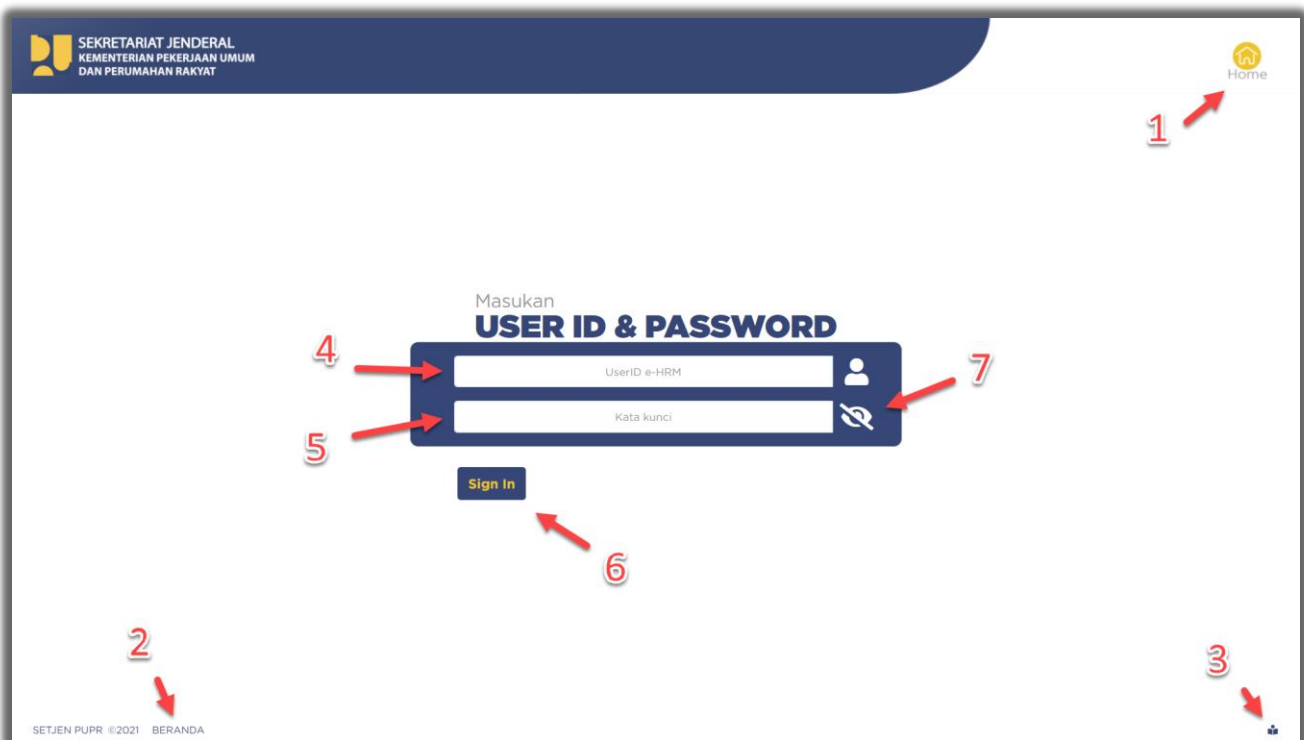 SEKRETARIAT JENDERAL
KEMENTERIAN PEKERJAAN UMUM
DAN PERUMAHAN RAKYAT
Home
1
Masukan
USER ID & PASSWORD
4
UserID e-HRM
7
5
Kata kunci
Sign In
6
2
3
SETJEN PUPR ©2021 BERANDA